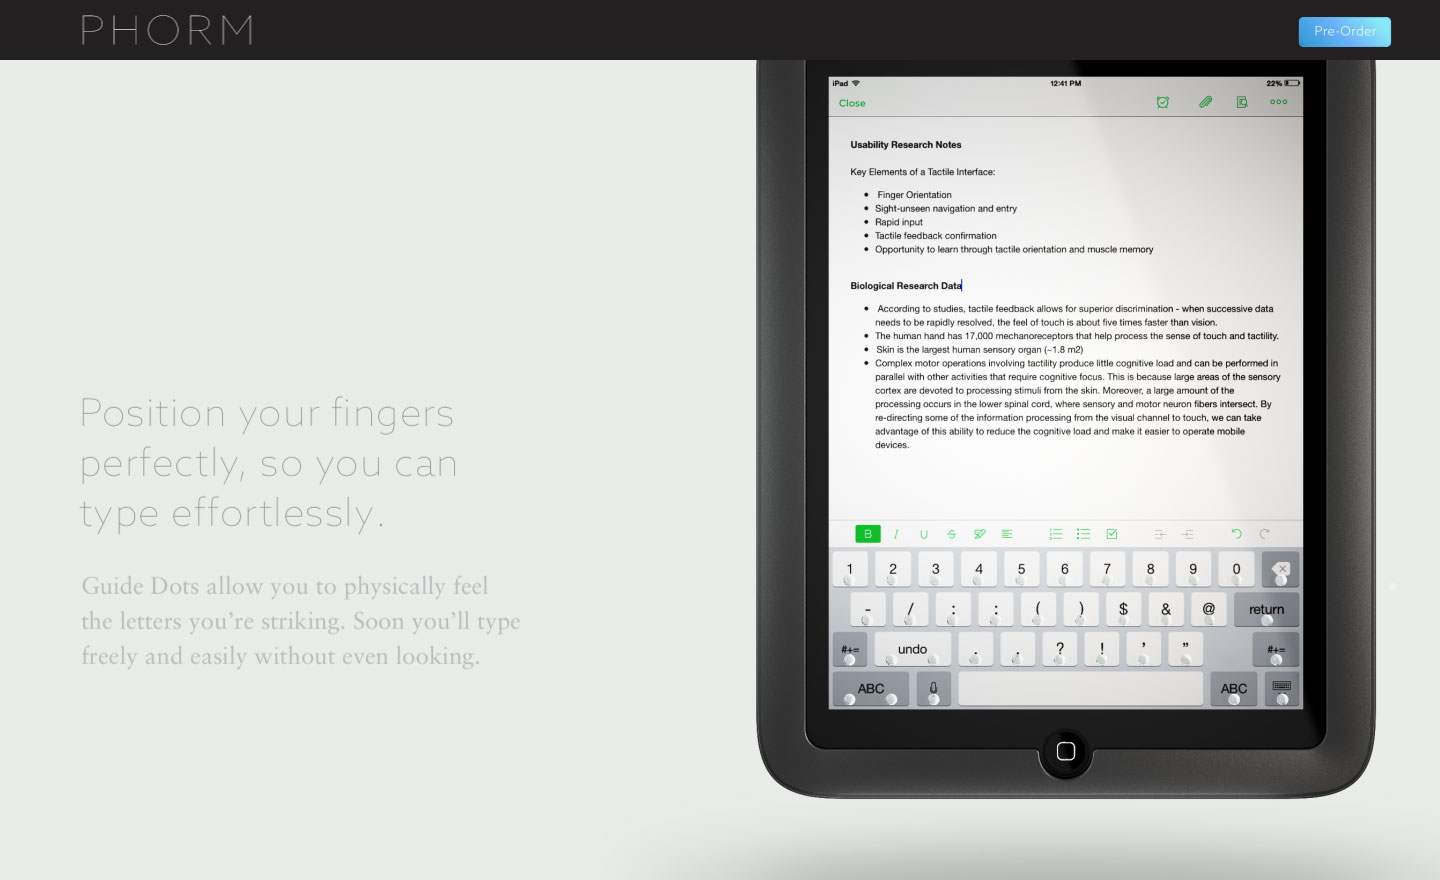 PHORM
Pre-Order
iPad
12:41 PM
22%
Close
Usability Research Notes
Key Elements of a Tactile Interface:
• Finger Orientation
• Sight-unseen navigation and entry
• Rapid input
• Tactile feedback confirmation
• Opportunity to learn through tactile orientation and muscle memory
Biological Research Data
• According to studies, tactile feedback allows for superior discrimination - when successive data
needs to be rapidly resolved, the feel of touch is about five times faster than vision.
• The human hand has 17,000 mechanoreceptors that help process the sense of touch and tactility.
• Skin is the largest human sensory organ (~1.8 m2)
• Complex motor operations involving tactility produce little cognitive load and can be performed in
parallel with other activities that require cognitive focus. This is because large areas of the sensory
cortex are devoted to processing stimuli from the skin. Moreover, a large amount of the
processing occurs in the lower spinal cord, where sensory and motor neuron fibers intersect. By
re-directing some of the information processing from the visual channel to touch, we can take
advantage of this ability to reduce the cognitive load and make it easier to operate mobile
devices.
Position your fingers
perfectly, so you can
type effortlessly.
Guide Dots allow you to physically feel
the letters you're striking. Soon you'll type
freely and easily without even looking.
B I U S
1 2 3 4 5 6 7 8 9 0
- / : : ( ) $ & @ return
#+= undo . . ? ! ’ ” #+=
ABC ABC